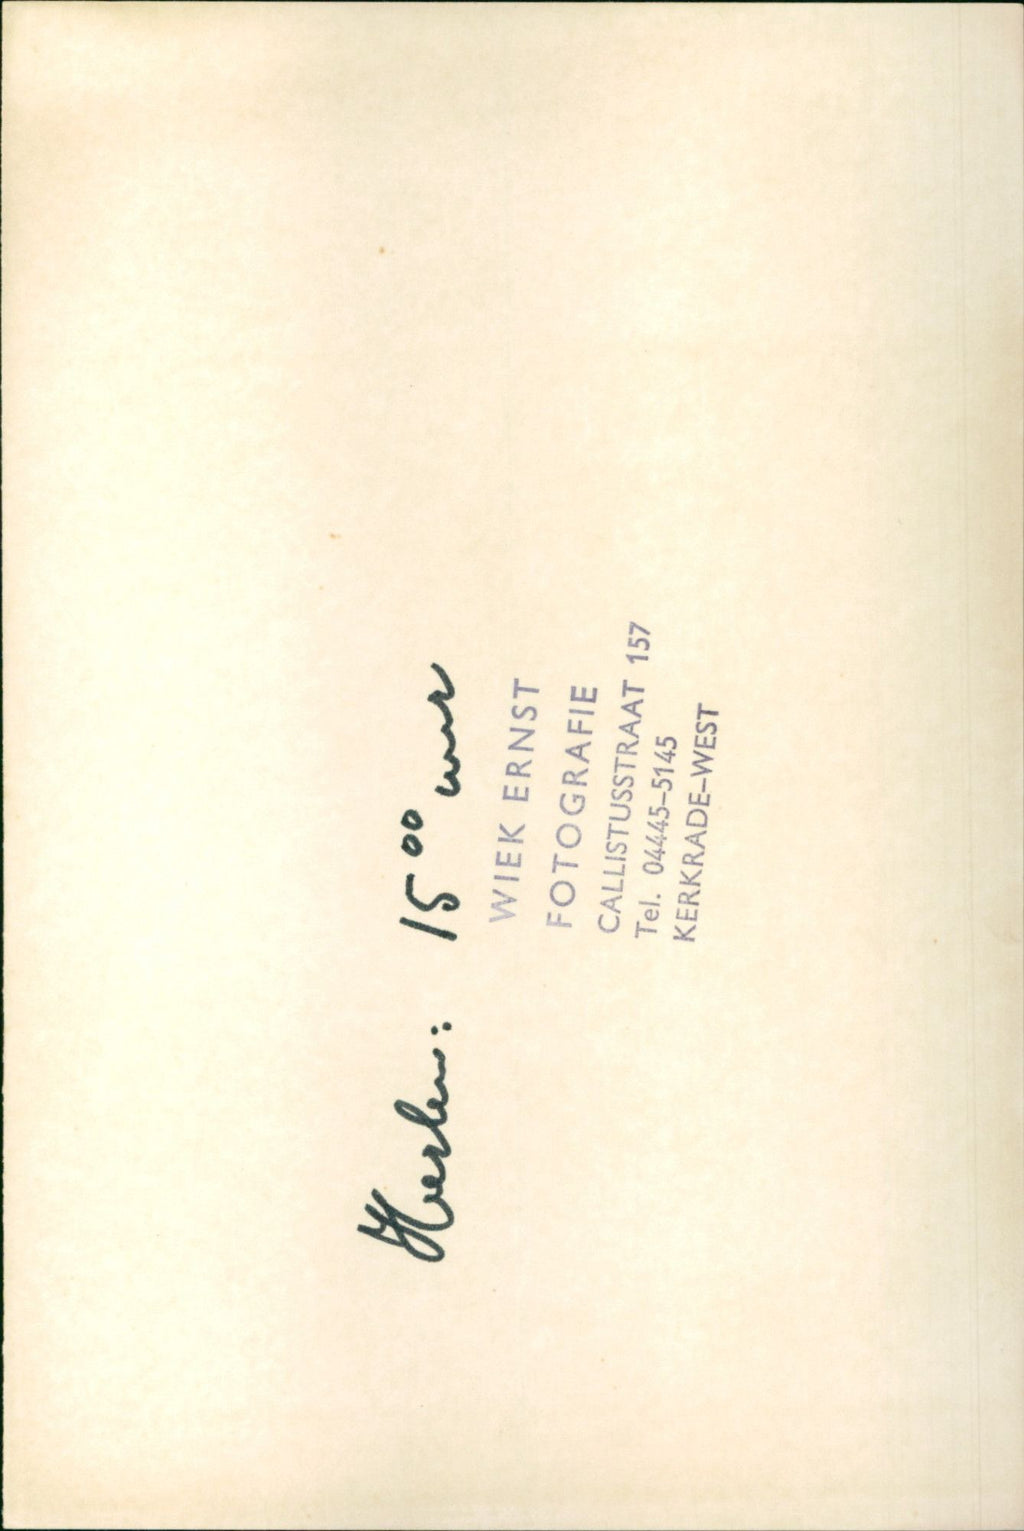 Heerlen: 15⁰⁰ uur
WIEK ERNST
FOTOGRAFIE
CALLISTUSSTRAAT 157
Tel. 04445-5145
KERKRADE-WEST